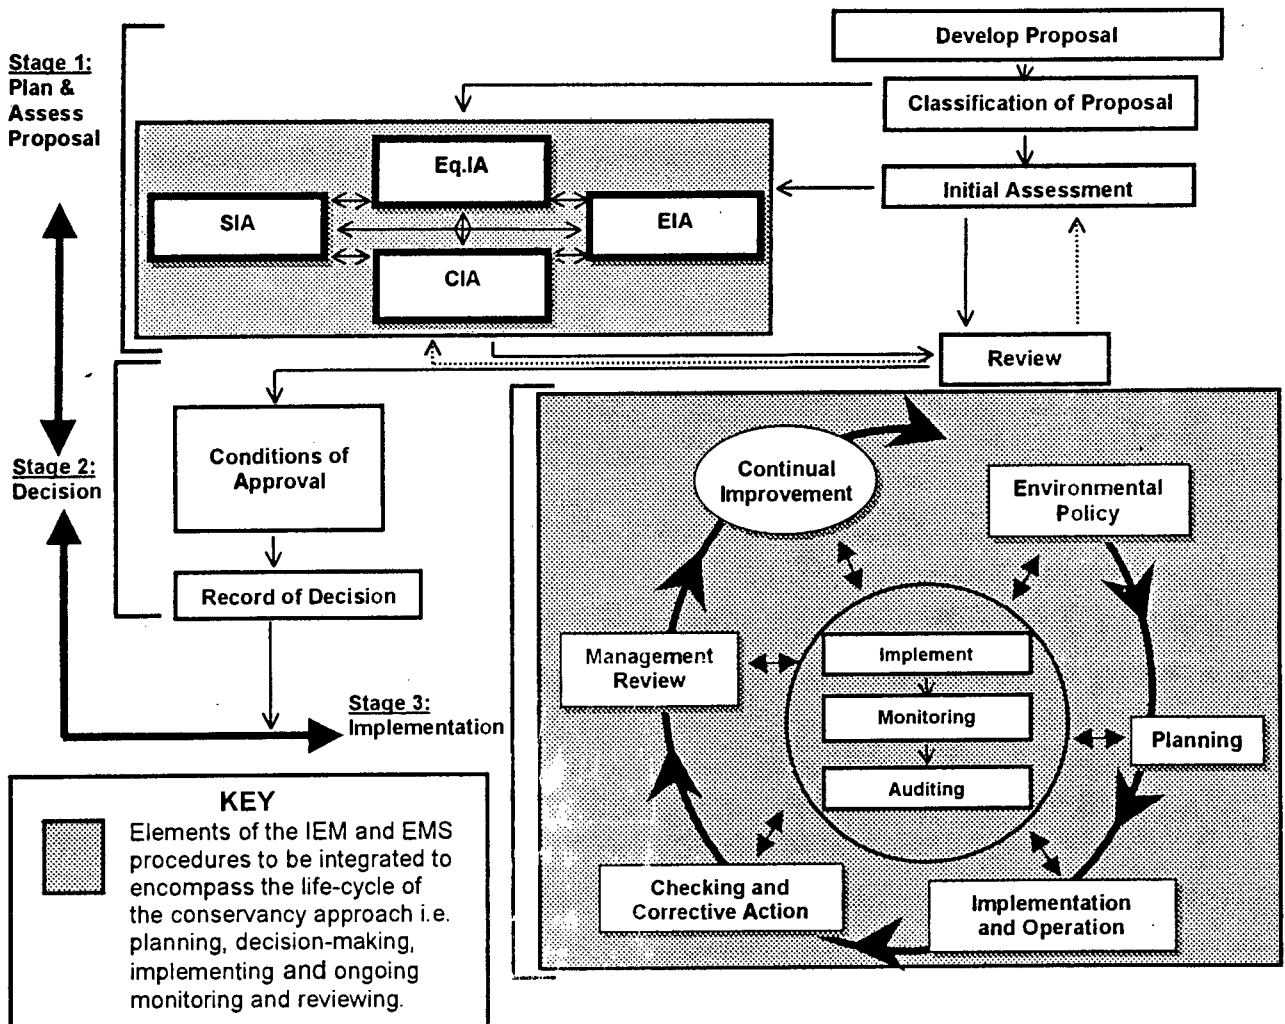 Stage 1:
Plan &
Assess
Proposal
Develop Proposal
Classification of Proposal
Initial Assessment
Eq.IA
SIA
EIA
CIA
Review
Stage 2:
Decision
Conditions of
Approval
Record of Decision
Stage 3:
Implementation
Continual
Improvement
Environmental
Policy
Management
Review
Implement
Monitoring
Auditing
Planning
Checking and
Corrective Action
Implementation
and Operation
KEY
Elements of the IEM and EMS
procedures to be integrated to
encompass the life-cycle of
the conservancy approach i.e.
planning, decision-making,
implementing and ongoing
monitoring and reviewing.